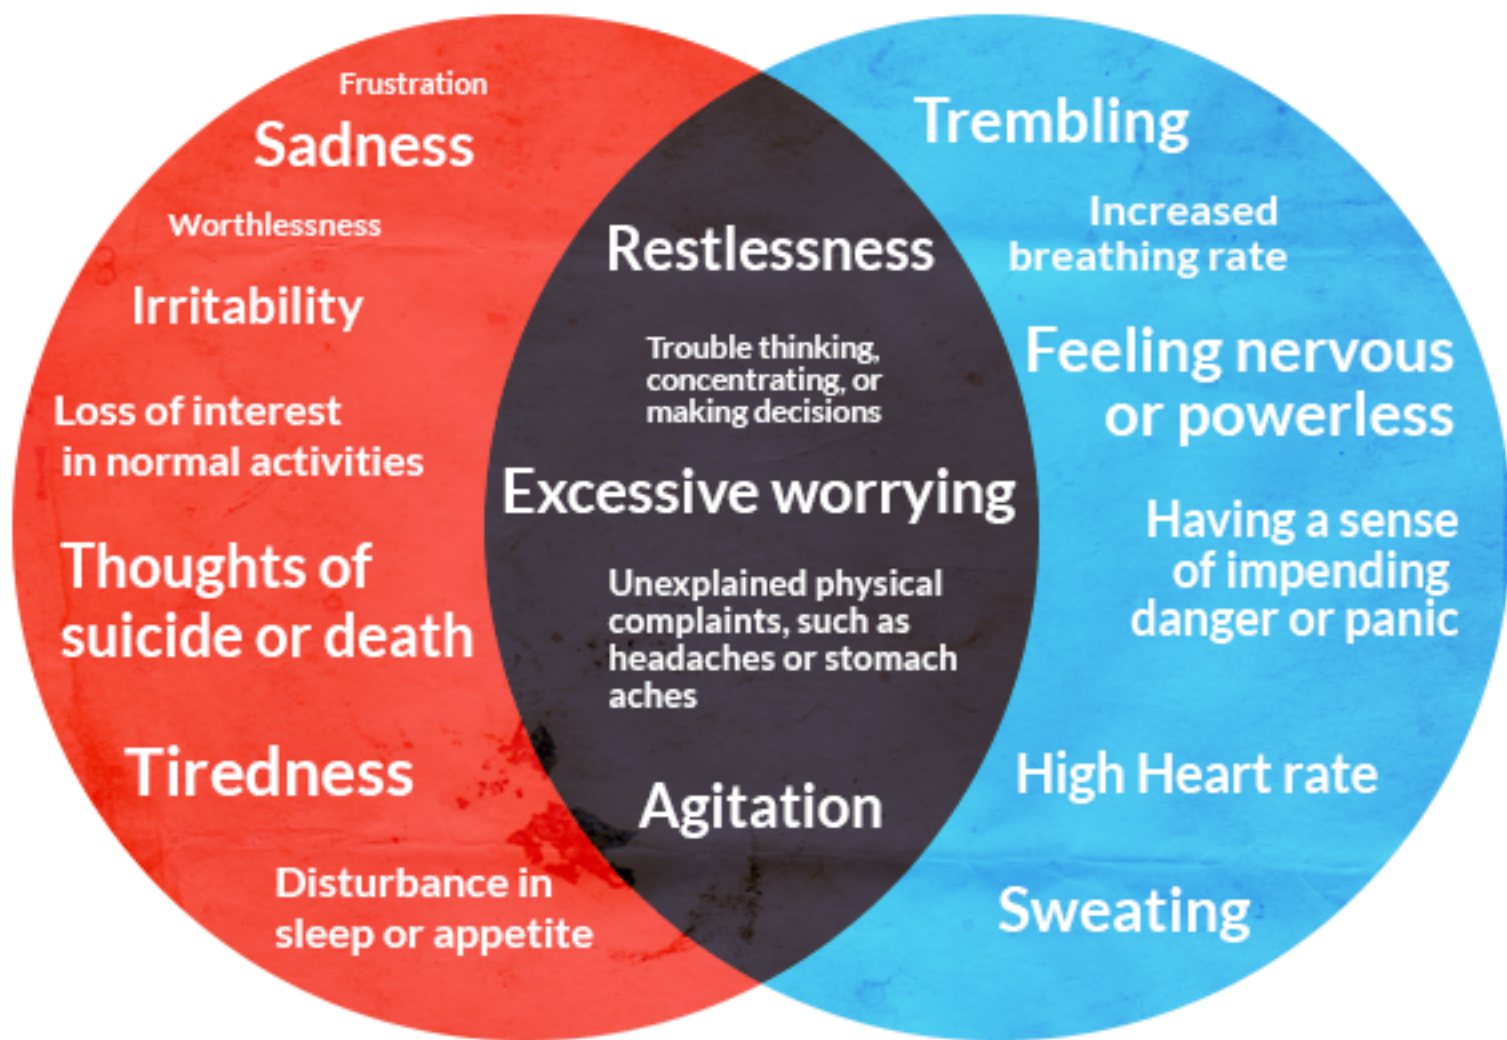 Frustration
Sadness
Worthlessness
Irritability
Loss of interest
in normal activities
Thoughts of
suicide or death
Tiredness
Disturbance in
sleep or appetite
Restlessness
Trouble thinking,
concentrating, or
making decisions
Excessive worrying
Unexplained physical
complaints, such as
headaches or stomach
aches
Agitation
Trembling
Increased
breathing rate
Feeling nervous
or powerless
Having a sense
of impending
danger or panic
High Heart rate
Sweating